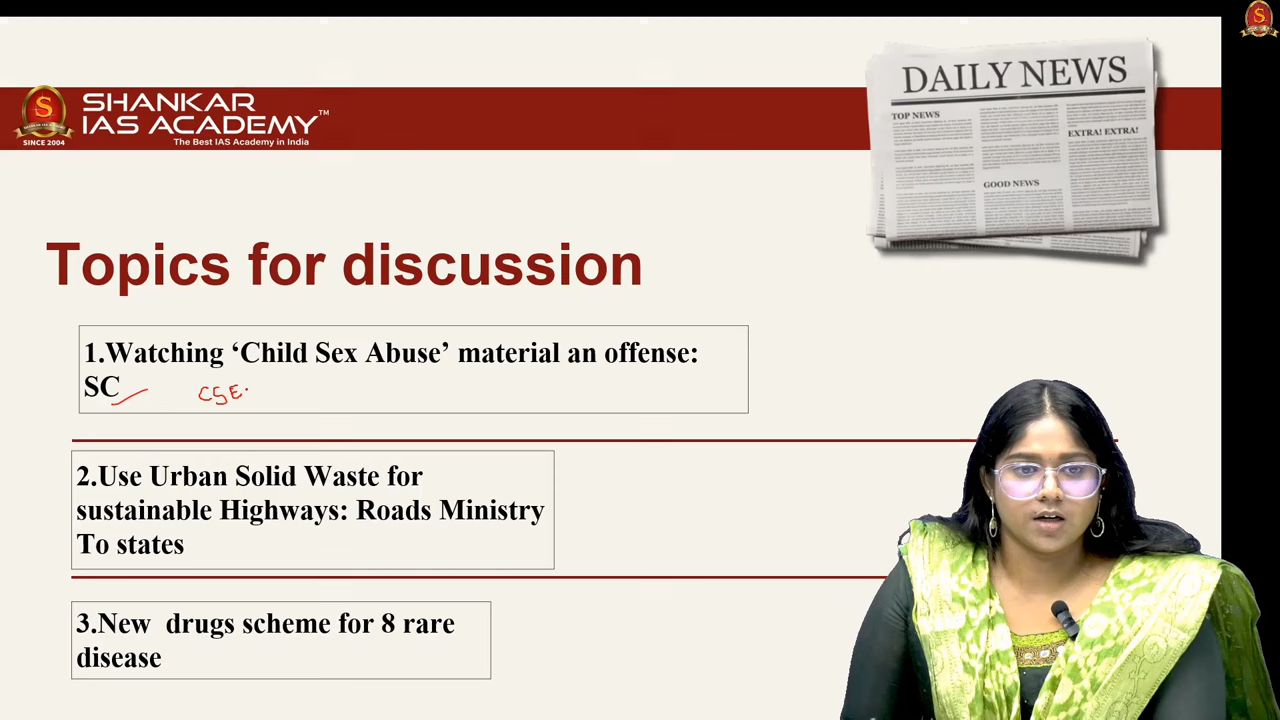 SHANKAR
IAS ACADEMY™
The Best IAS Academy in India
S
SINCE 2004
DAILY NEWS
TOP NEWS
EXTRA! EXTRA!
GOOD NEWS
Topics for discussion
1.Watching ‘Child Sex Abuse’ material an offense:
SC CSE.
2.Use Urban Solid Waste for
sustainable Highways: Roads Ministry
To states
3.New drugs scheme for 8 rare
disease